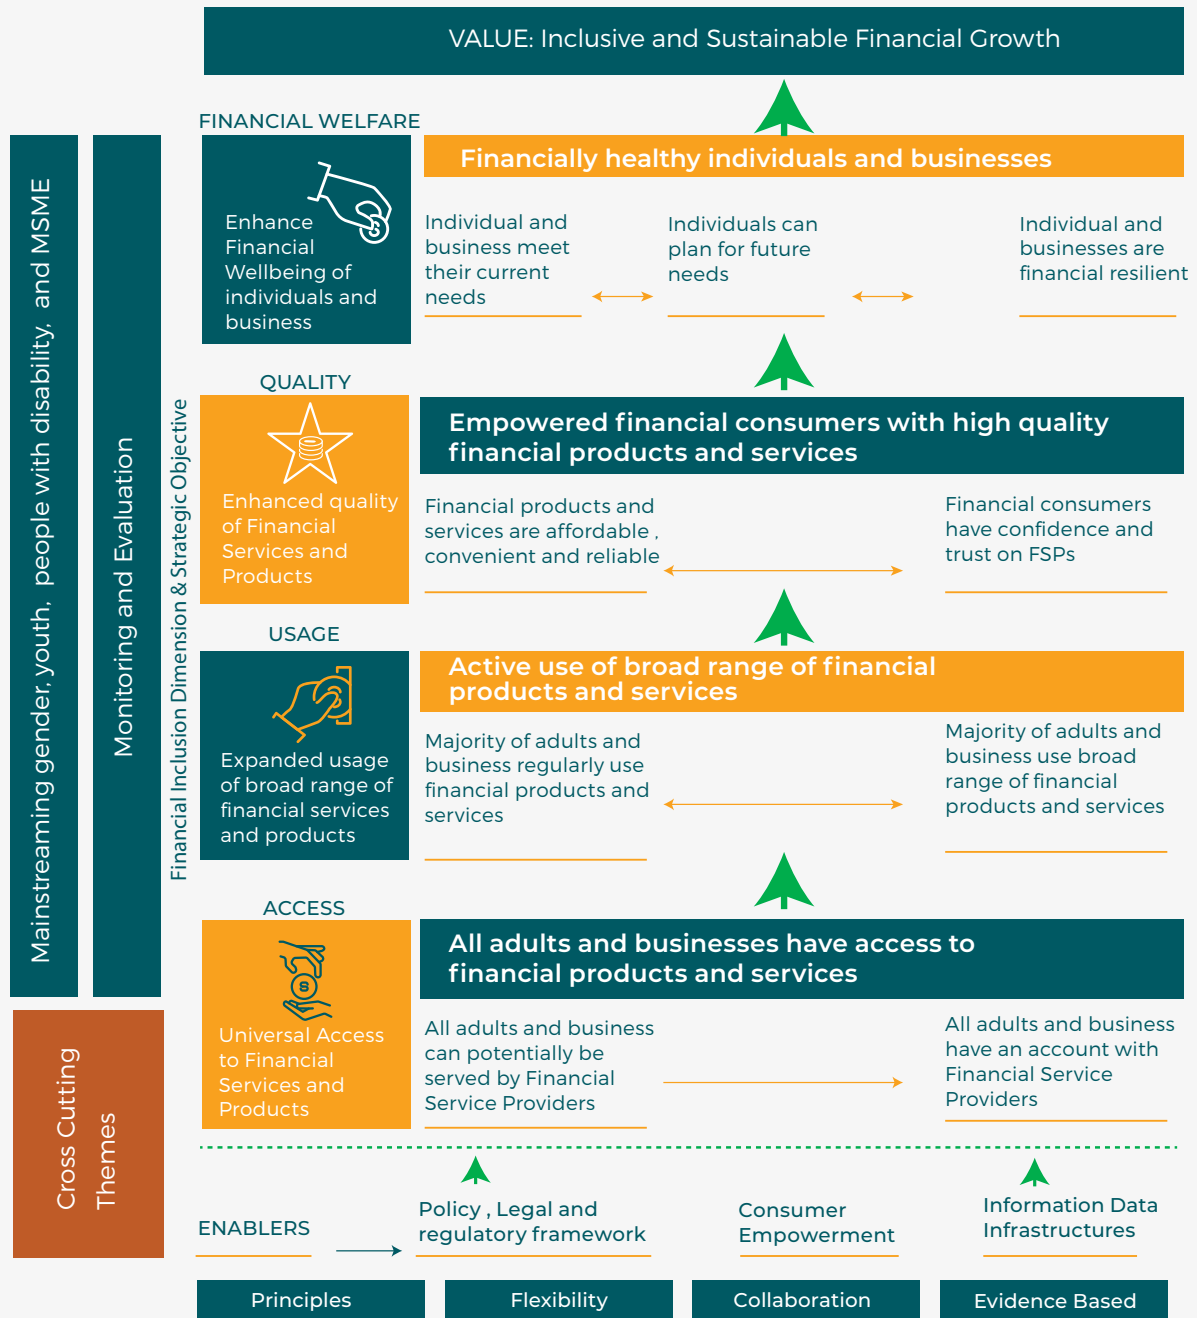 VALUE: Inclusive and Sustainable Financial Growth
FINANCIAL WELFARE
Enhance
Financial
Wellbeing of
individuals and
business
Financially healthy individuals and businesses
Individual and
business meet
their current
needs
Individuals can
plan for future
needs
Individual and
businesses are
financial resilient
QUALITY
Enhanced quality
of Financial
Services and
Products
Empowered financial consumers with high quality
financial products and services
Financial products and
services are affordable ,
convenient and reliable
Financial consumers
have confidence and
trust on FSPs
USAGE
Expanded usage
of broad range of
financial services
and products
Active use of broad range of financial
products and services
Majority of adults and
business regularly use
financial products and
services
Majority of adults and
business use broad
range of financial
products and services
ACCESS
Universal Access
to Financial
Services and
Products
All adults and businesses have access to
financial products and services
All adults and business
can potentially be
served by Financial
Service Providers
All adults and business
have an account with
Financial Service
Providers
Mainstreaming gender, youth, people with disability, and MSME
Monitoring and Evaluation
Financial Inclusion Dimension & Strategic Objective
Cross Cutting
Themes
ENABLERS
Policy , Legal and
regulatory framework
Consumer
Empowerment
Information Data
Infrastructures
Principles
Flexibility
Collaboration
Evidence Based